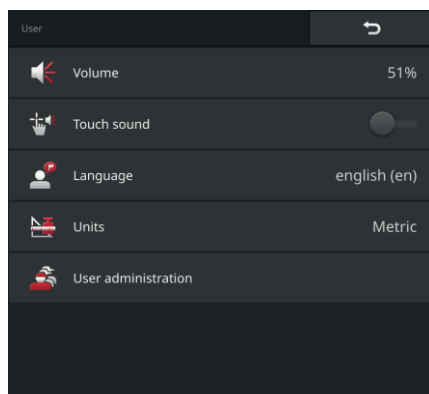 User
Volume 51%
Touch sound
Language english (en)
Units Metric
User administration